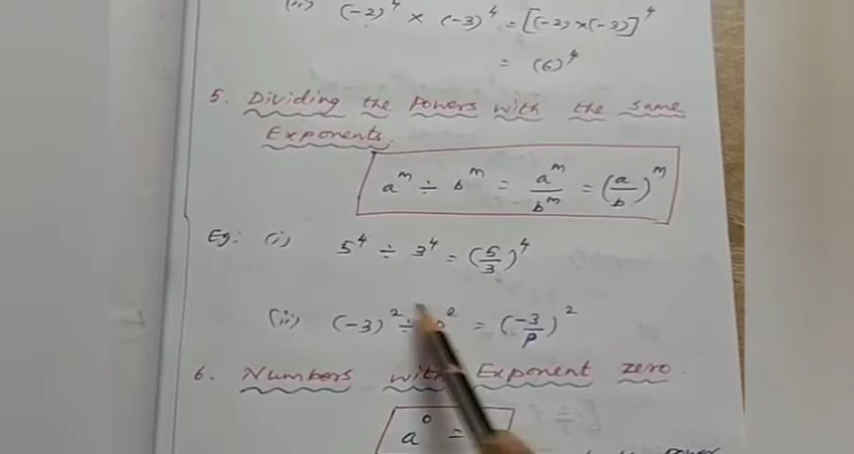 (ii) (-2)⁴ × (-3)⁴ = [(-2) × (-3)]⁴
= (6)⁴
5. Dividing the Powers with the same
Exponents.
aᵐ ÷ bᵐ = aᵐ/bᵐ = (a/b)ᵐ
Eg: (i) 5⁴ ÷ 3⁴ = (5/3)⁴
(ii) (-3)² ÷ p² = (-3/p)²
6. Numbers with Exponent zero.
a⁰ =